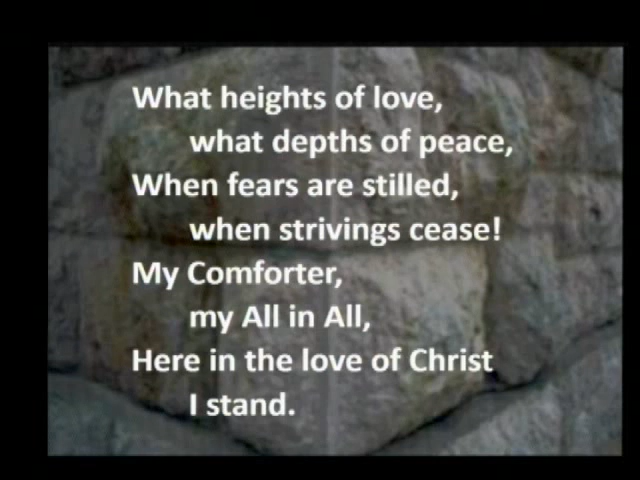 What heights of love,
what depths of peace,
When fears are stilled,
when strivings cease!
My Comforter,
my All in All,
Here in the love of Christ
I stand.